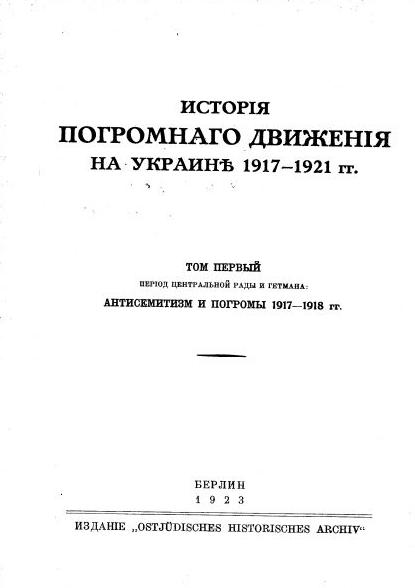 ИСТОРІЯ
ПОГРОМНАГО ДВИЖЕНІЯ
НА УКРАИНѢ 1917–1921 гг.
ТОМ ПЕРВЫЙ
ПЕРІОД ЦЕНТРАЛЬНОЙ РАДЫ И ГЕТМАНА:
АНТИСЕМИТИЗМ И ПОГРОМЫ 1917—1918 гг.
БЕРЛИН
1923
ИЗДАНІЕ „OSTJÜDISCHES HISTORISCHES ARCHIV“